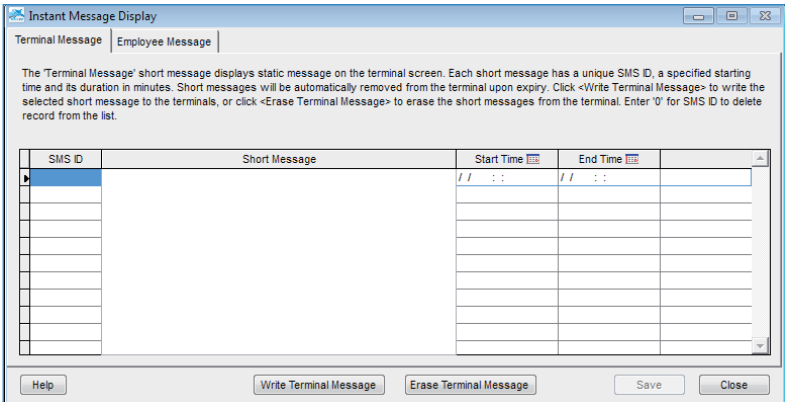 Instant Message Display
Terminal Message Employee Message
The 'Terminal Message' short message displays static message on the terminal screen. Each short message has a unique SMS ID, a specified starting
time and its duration in minutes. Short messages will be automatically removed from the terminal upon expiry. Click <Write Terminal Message> to write the
selected short message to the terminals, or click <Erase Terminal Message> to erase the short messages from the terminal. Enter '0' for SMS ID to delete
record from the list.
SMS ID Short Message Start Time End Time
/ / : : / / : :
Help Write Terminal Message Erase Terminal Message Save Close